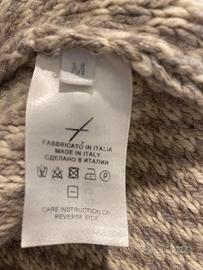 M
FABBRICATO IN ITALIA
MADE IN ITALY
СДЕЛАНО В ИТАЛИИ
P
CARE INSTRUCTION ON
REVERSE SIDE.